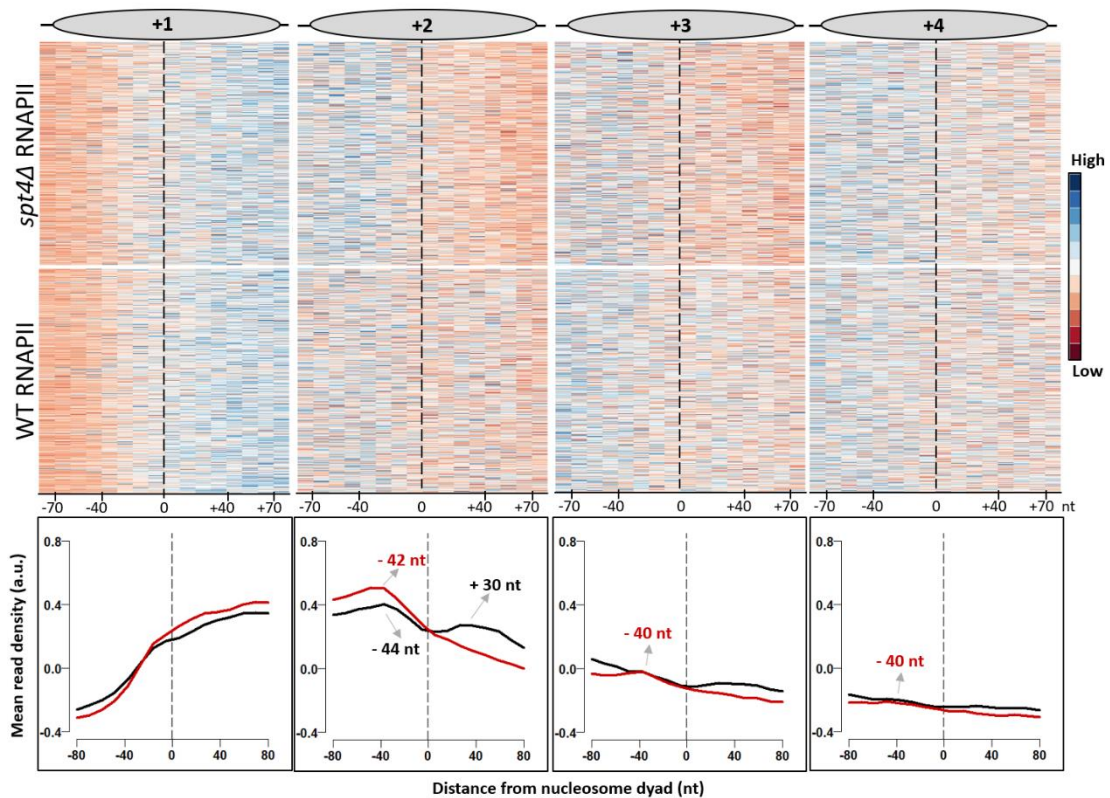 +1 +2 +3 +4
spt4Δ RNAPII
WT RNAPII
High
Low
-70 -40 0 +40 +70 -70 -40 0 +40 +70 -70 -40 0 +40 +70 -70 -40 0 +40 +70 nt
Mean read density (a.u.)
0.8 0.8 0.8 0.8
0.4 0.4 0.4 0.4
0.0 0.0 0.0 0.0
-0.4 -0.4 -0.4 -0.4
- 42 nt
+ 30 nt
- 44 nt
- 40 nt
- 40 nt
-80 -40 0 40 80 -80 -40 0 40 80 -80 -40 0 40 80 -80 -40 0 40 80
Distance from nucleosome dyad (nt)